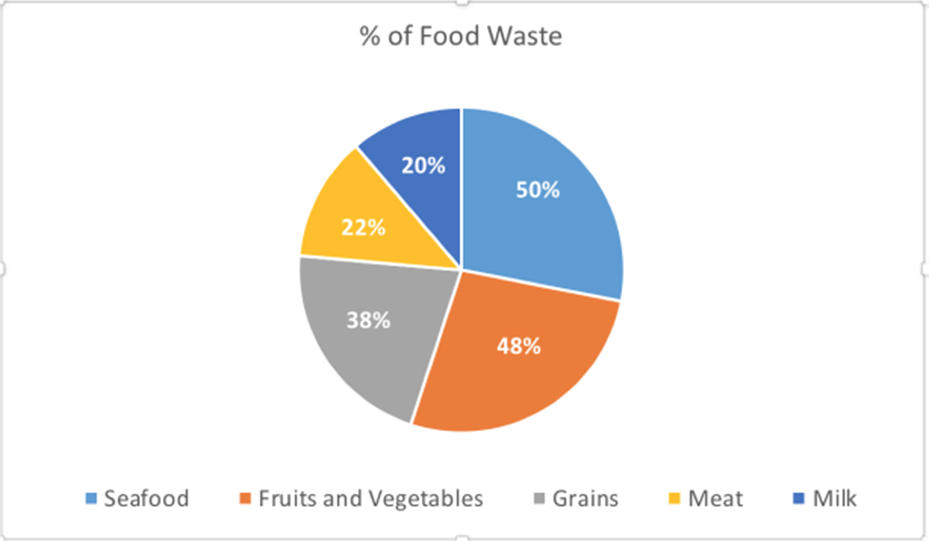 % of Food Waste
20%
50%
22%
38%
48%
Seafood Fruits and Vegetables Grains Meat Milk